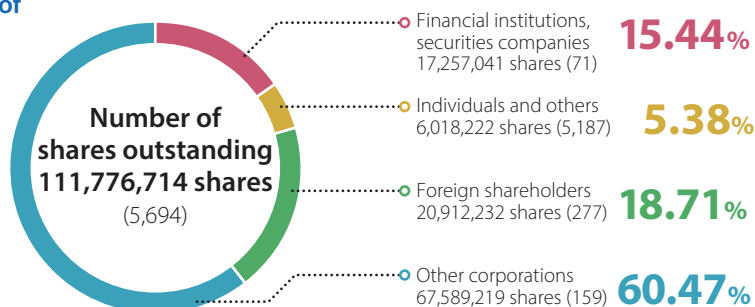 of
Number of
shares outstanding
111,776,714 shares
(5,694)
Financial institutions,
securities companies
17,257,041 shares (71)
15.44%
Individuals and others
6,018,222 shares (5,187)
5.38%
Foreign shareholders
20,912,232 shares (277)
18.71%
Other corporations
67,589,219 shares (159)
60.47%